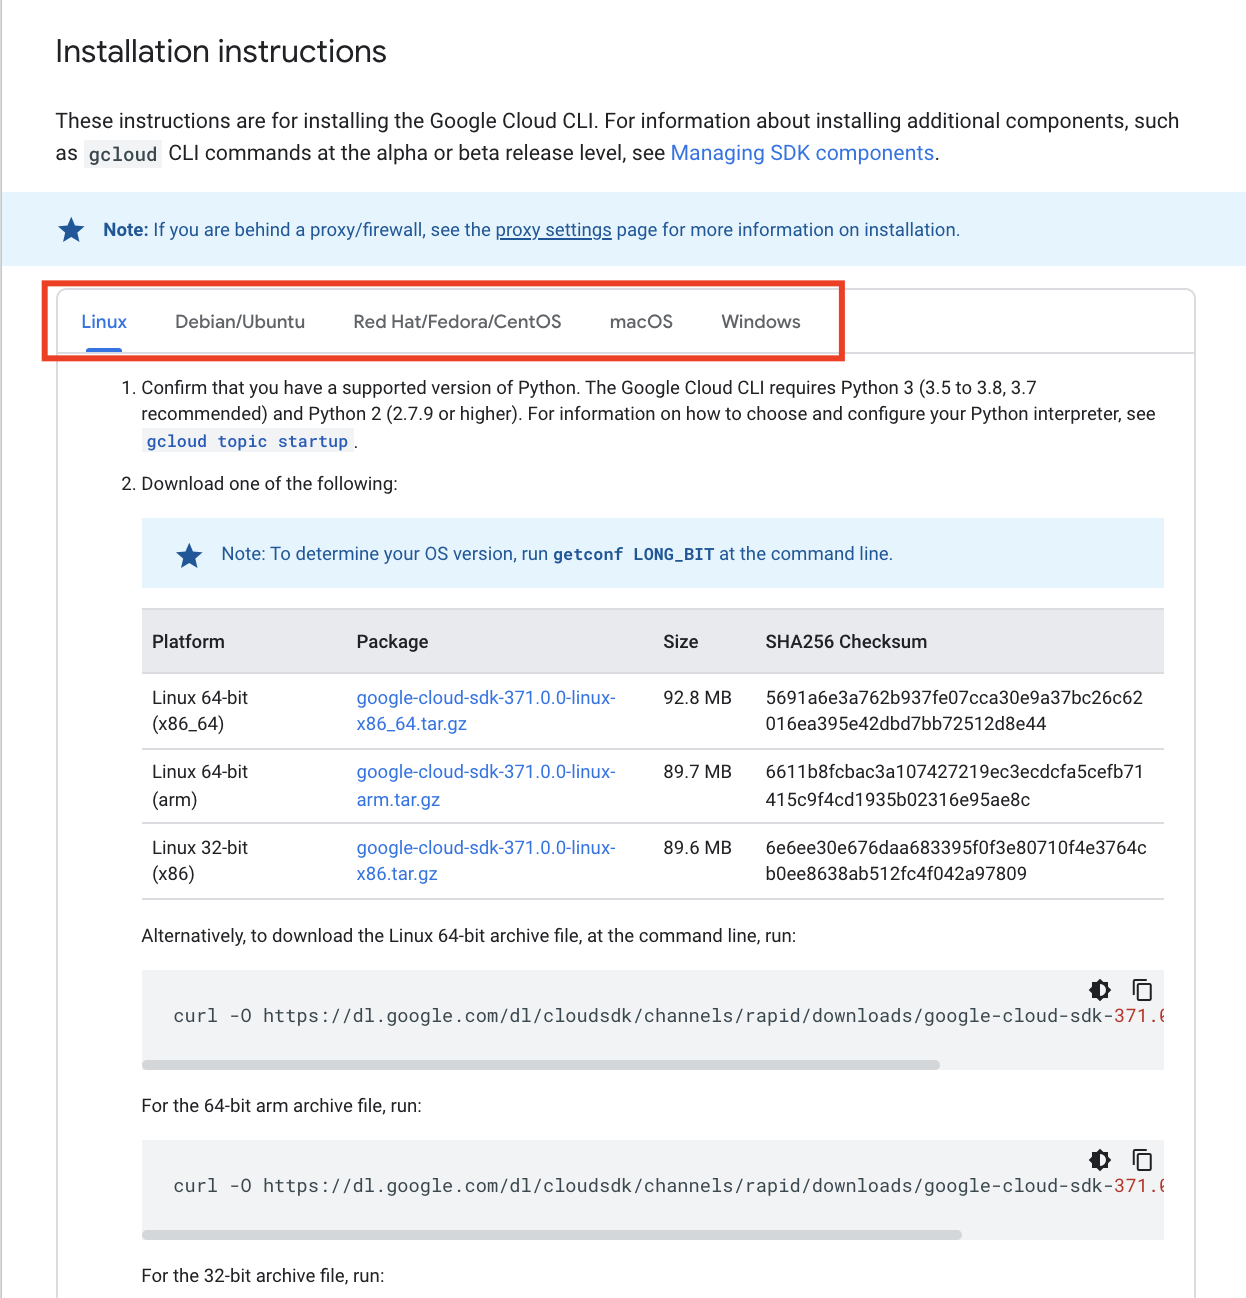 Installation instructions
These instructions are for installing the Google Cloud CLI. For information about installing additional components, such
as gcloud CLI commands at the alpha or beta release level, see Managing SDK components.
Note: If you are behind a proxy/firewall, see the proxy settings page for more information on installation.
Linux Debian/Ubuntu Red Hat/Fedora/CentOS macOS Windows
1. Confirm that you have a supported version of Python. The Google Cloud CLI requires Python 3 (3.5 to 3.8, 3.7
recommended) and Python 2 (2.7.9 or higher). For information on how to choose and configure your Python interpreter, see
gcloud topic startup.
2. Download one of the following:
Note: To determine your OS version, run getconf LONG_BIT at the command line.
Platform Package Size SHA256 Checksum
Linux 64-bit google-cloud-sdk-371.0.0-linux- 92.8 MB 5691a6e3a762b937fe07cca30e9a37bc26c62
(x86_64) x86_64.tar.gz 016ea395e42dbd7bb72512d8e44
Linux 64-bit google-cloud-sdk-371.0.0-linux- 89.7 MB 6611b8fcbac3a107427219ec3ecdcfa5cefb71
(arm) arm.tar.gz 415c9f4cd1935b02316e95ae8c
Linux 32-bit google-cloud-sdk-371.0.0-linux- 89.6 MB 6e6ee30e676daa683395f0f3e80710f4e3764c
(x86) x86.tar.gz b0ee8638ab512fc4f042a97809
Alternatively, to download the Linux 64-bit archive file, at the command line, run:
curl -O https://dl.google.com/dl/cloudsdk/channels/rapid/downloads/google-cloud-sdk-371.0
For the 64-bit arm archive file, run:
curl -O https://dl.google.com/dl/cloudsdk/channels/rapid/downloads/google-cloud-sdk-371.0
For the 32-bit archive file, run: